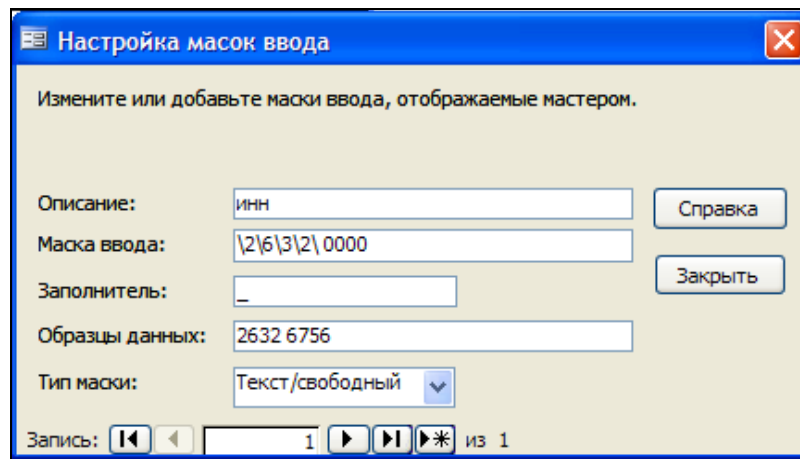 Настройка масок ввода
Измените или добавьте маски ввода, отображаемые мастером.
Описание: инн Справка
Маска ввода: \2\6\3\2\ 0000
Заполнитель: _ Закрыть
Образцы данных: 2632 6756
Тип маски: Текст/свободный
Запись: 1 из 1